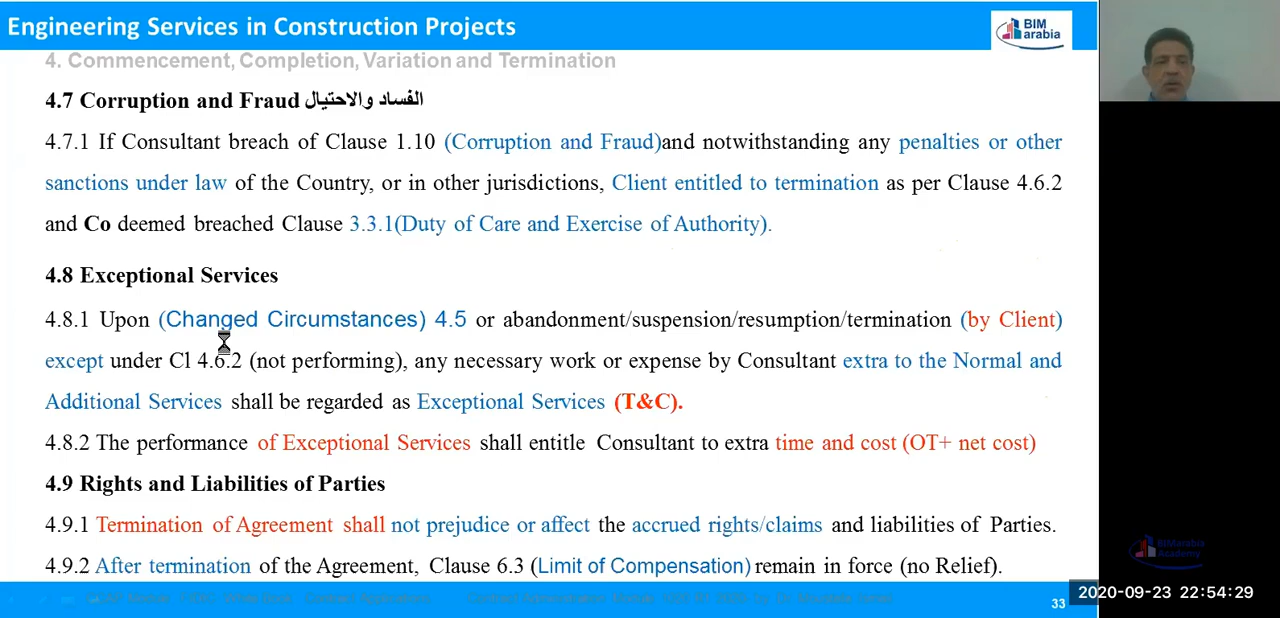 Engineering Services in Construction Projects
BIM
arabia
4. Commencement, Completion, Variation and Termination
4.7 Corruption and Fraud الفساد والاحتيال
4.7.1 If Consultant breach of Clause 1.10 (Corruption and Fraud)and notwithstanding any penalties or other
sanctions under law of the Country, or in other jurisdictions, Client entitled to termination as per Clause 4.6.2
and Co deemed breached Clause 3.3.1(Duty of Care and Exercise of Authority).
4.8 Exceptional Services
4.8.1 Upon (Changed Circumstances) 4.5 or abandonment/suspension/resumption/termination (by Client)
except under Cl 4.6.2 (not performing), any necessary work or expense by Consultant extra to the Normal and
Additional Services shall be regarded as Exceptional Services (T&C).
4.8.2 The performance of Exceptional Services shall entitle Consultant to extra time and cost (OT+ net cost)
4.9 Rights and Liabilities of Parties
4.9.1 Termination of Agreement shall not prejudice or affect the accrued rights/claims and liabilities of Parties.
4.9.2 After termination of the Agreement, Clause 6.3 (Limit of Compensation) remain in force (no Relief).
33
BIMarabia
Academy
2020-09-23 22:54:29